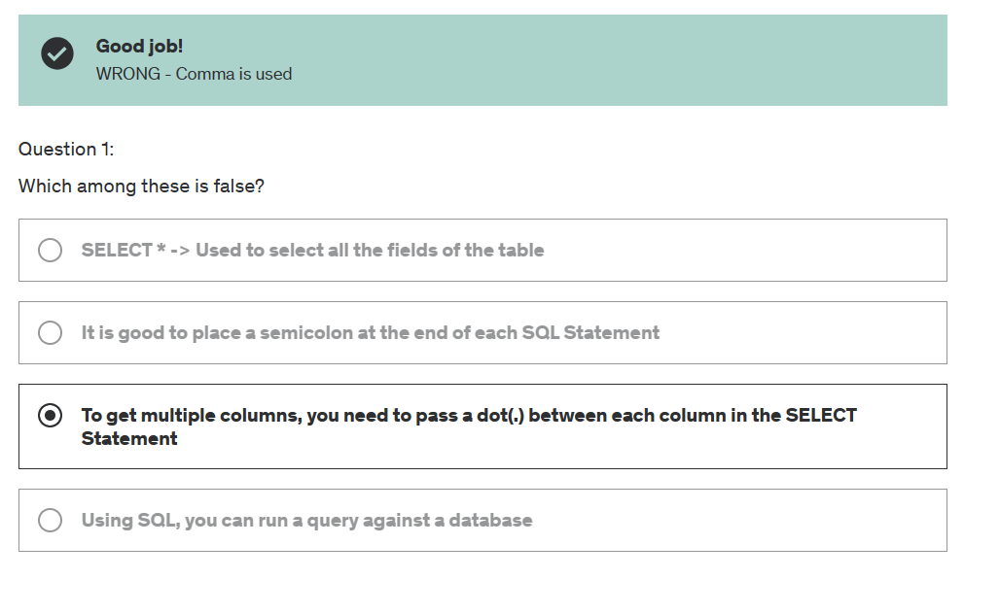 Good job!
WRONG - Comma is used
Question 1:
Which among these is false?
SELECT * -> Used to select all the fields of the table
It is good to place a semicolon at the end of each SQL Statement
To get multiple columns, you need to pass a dot(.) between each column in the SELECT
Statement
Using SQL, you can run a query against a database